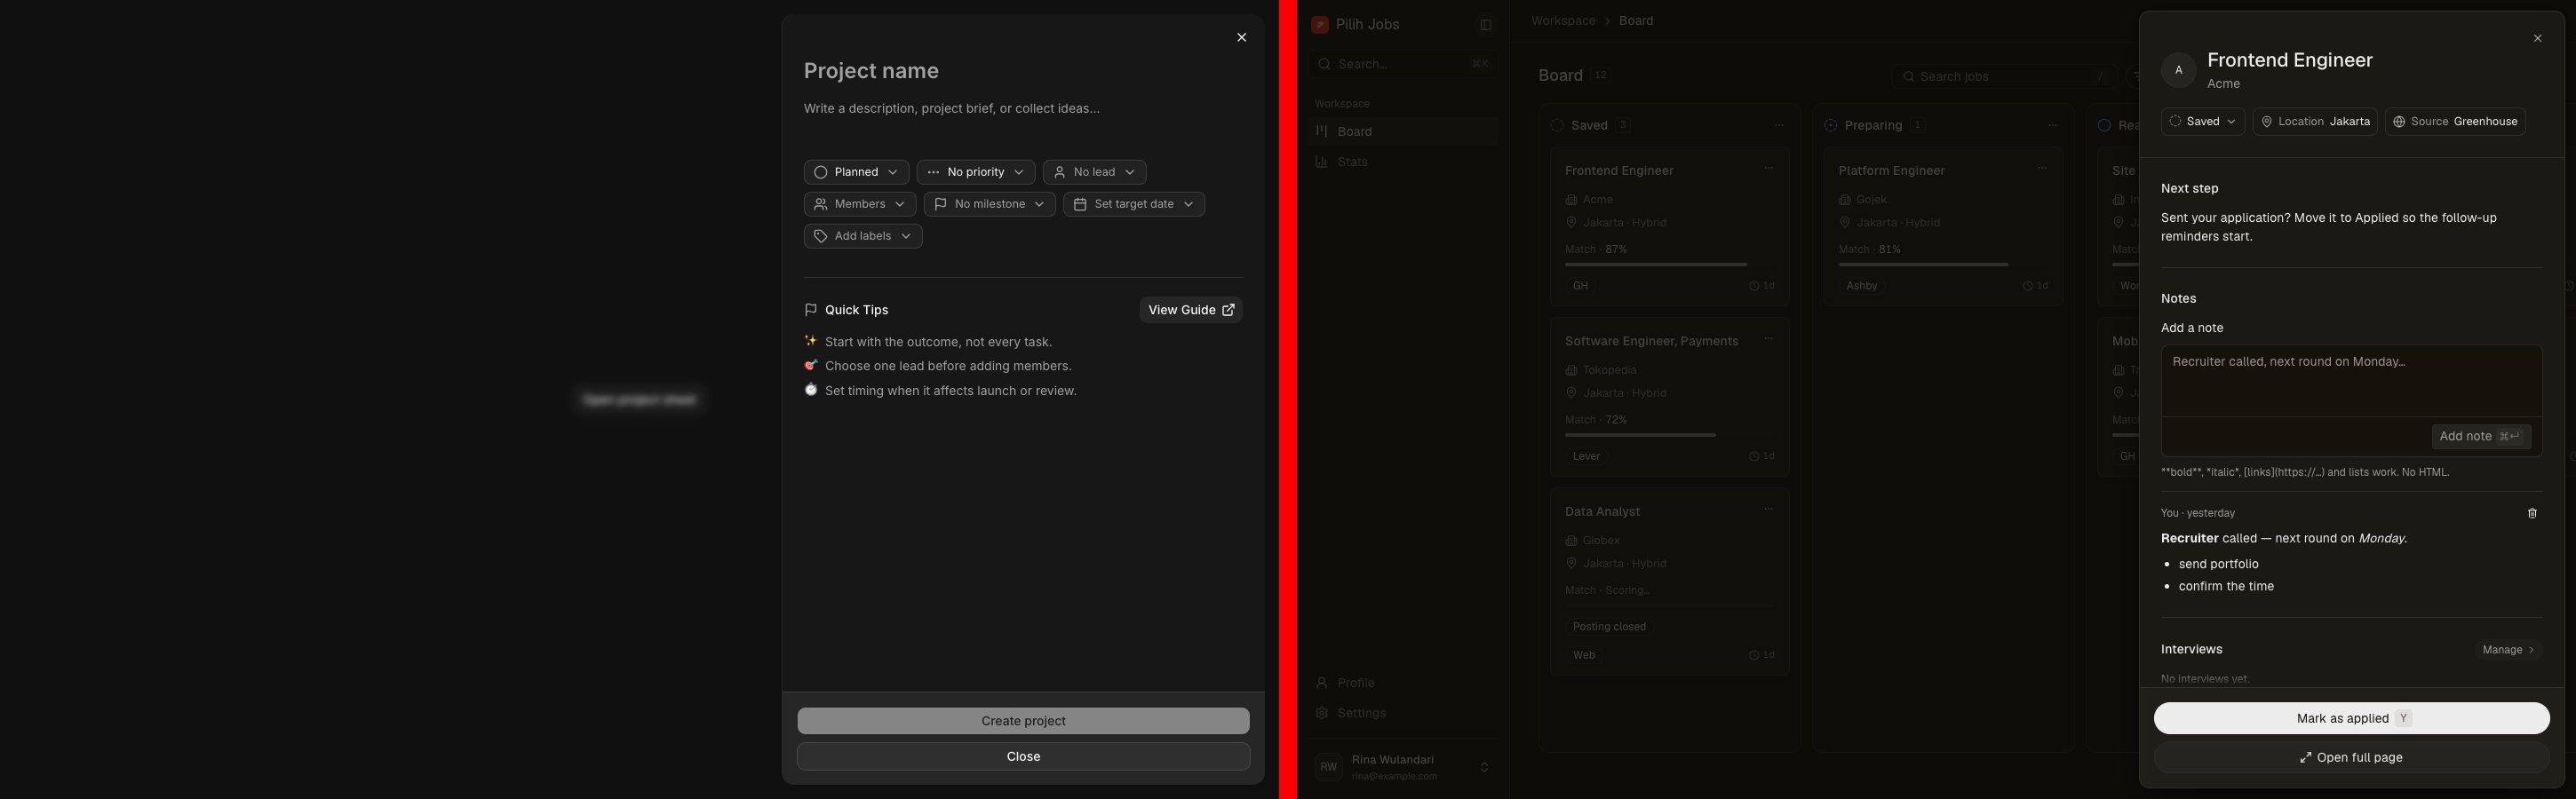 Project name
Write a description, project brief, or collect ideas...
Planned
No priority
No lead
Members
No milestone
Set target date
Add labels
Quick Tips
View Guide
✨ Start with the outcome, not every task.
🎯 Choose one lead before adding members.
⏱️ Set timing when it affects launch or review.
Create project
Close
Open project sheet
Pilih Jobs
Search...
⌘K
Workspace
Board
Stats
Profile
Settings
RW
Rina Wulandari
rina@example.com
Workspace > Board
Board 12
Search jobs
/
Saved 3
Frontend Engineer
Acme
Jakarta · Hybrid
Match · 87%
GH
1d
Software Engineer, Payments
Tokopedia
Jakarta · Hybrid
Match · 72%
Lever
1d
Data Analyst
Globex
Jakarta · Hybrid
Match · Scoring...
Posting closed
Web
1d
Preparing 1
Platform Engineer
Gojek
Jakarta · Hybrid
Match · 81%
Ashby
1d
Site
GH
A
Frontend Engineer
Acme
Saved
Location Jakarta
Source Greenhouse
Next step
Sent your application? Move it to Applied so the follow-up
reminders start.
Notes
Add a note
Recruiter called, next round on Monday...
Add note ⌘↵
**bold**, *italic*, [links](https://…) and lists work. No HTML.
You · yesterday
Recruiter called — next round on Monday.
• send portfolio
• confirm the time
Interviews
Manage >
No interviews yet.
Mark as applied Y
Open full page